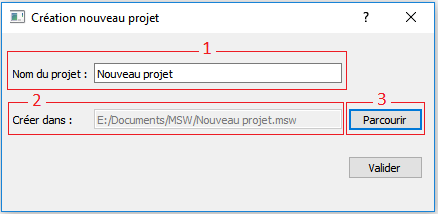 Création nouveau projet
1
Nom du projet : Nouveau projet
2 3
Créer dans : E:/Documents/MSW/Nouveau projet.msw Parcourir
Valider